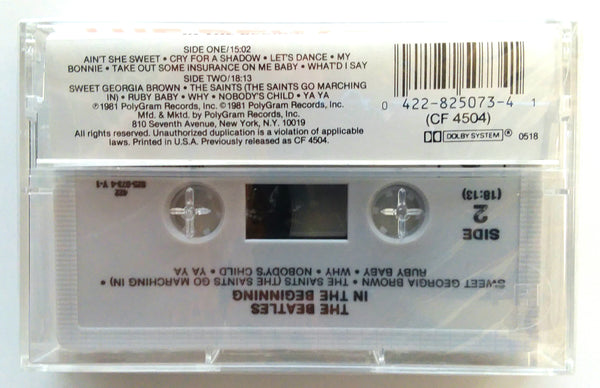 SIDE ONE/15:02
AIN'T SHE SWEET • CRY FOR A SHADOW • LET'S DANCE • MY
BONNIE • TAKE OUT SOME INSURANCE ON ME BABY • WHAT'D I SAY
SIDE TWO/18:13
SWEET GEORGIA BROWN • THE SAINTS (THE SAINTS GO MARCHING
IN) • RUBY BABY • WHY • NOBODY'S CHILD • YA YA
℗1981 PolyGram Records, Inc. ©1981 PolyGram Records, Inc.
Mfd. & Mktd. by PolyGram Records, Inc.
810 Seventh Avenue, New York, N.Y. 10019
All rights reserved. Unauthorized duplication is a violation of applicable
laws. Printed in U.S.A. Previously released as CF 4504.
0 422-825073-4 1
(CF 4504)
DOLBY SYSTEM ® 0518
THE BEATLES
IN THE BEGINNING
SWEET GEORGIA BROWN • THE SAINTS (THE SAINTS GO MARCHING IN) •
RUBY BABY • WHY • NOBODY'S CHILD • YA YA
SIDE
2
(18:13)
422
825-073-4 Y-1